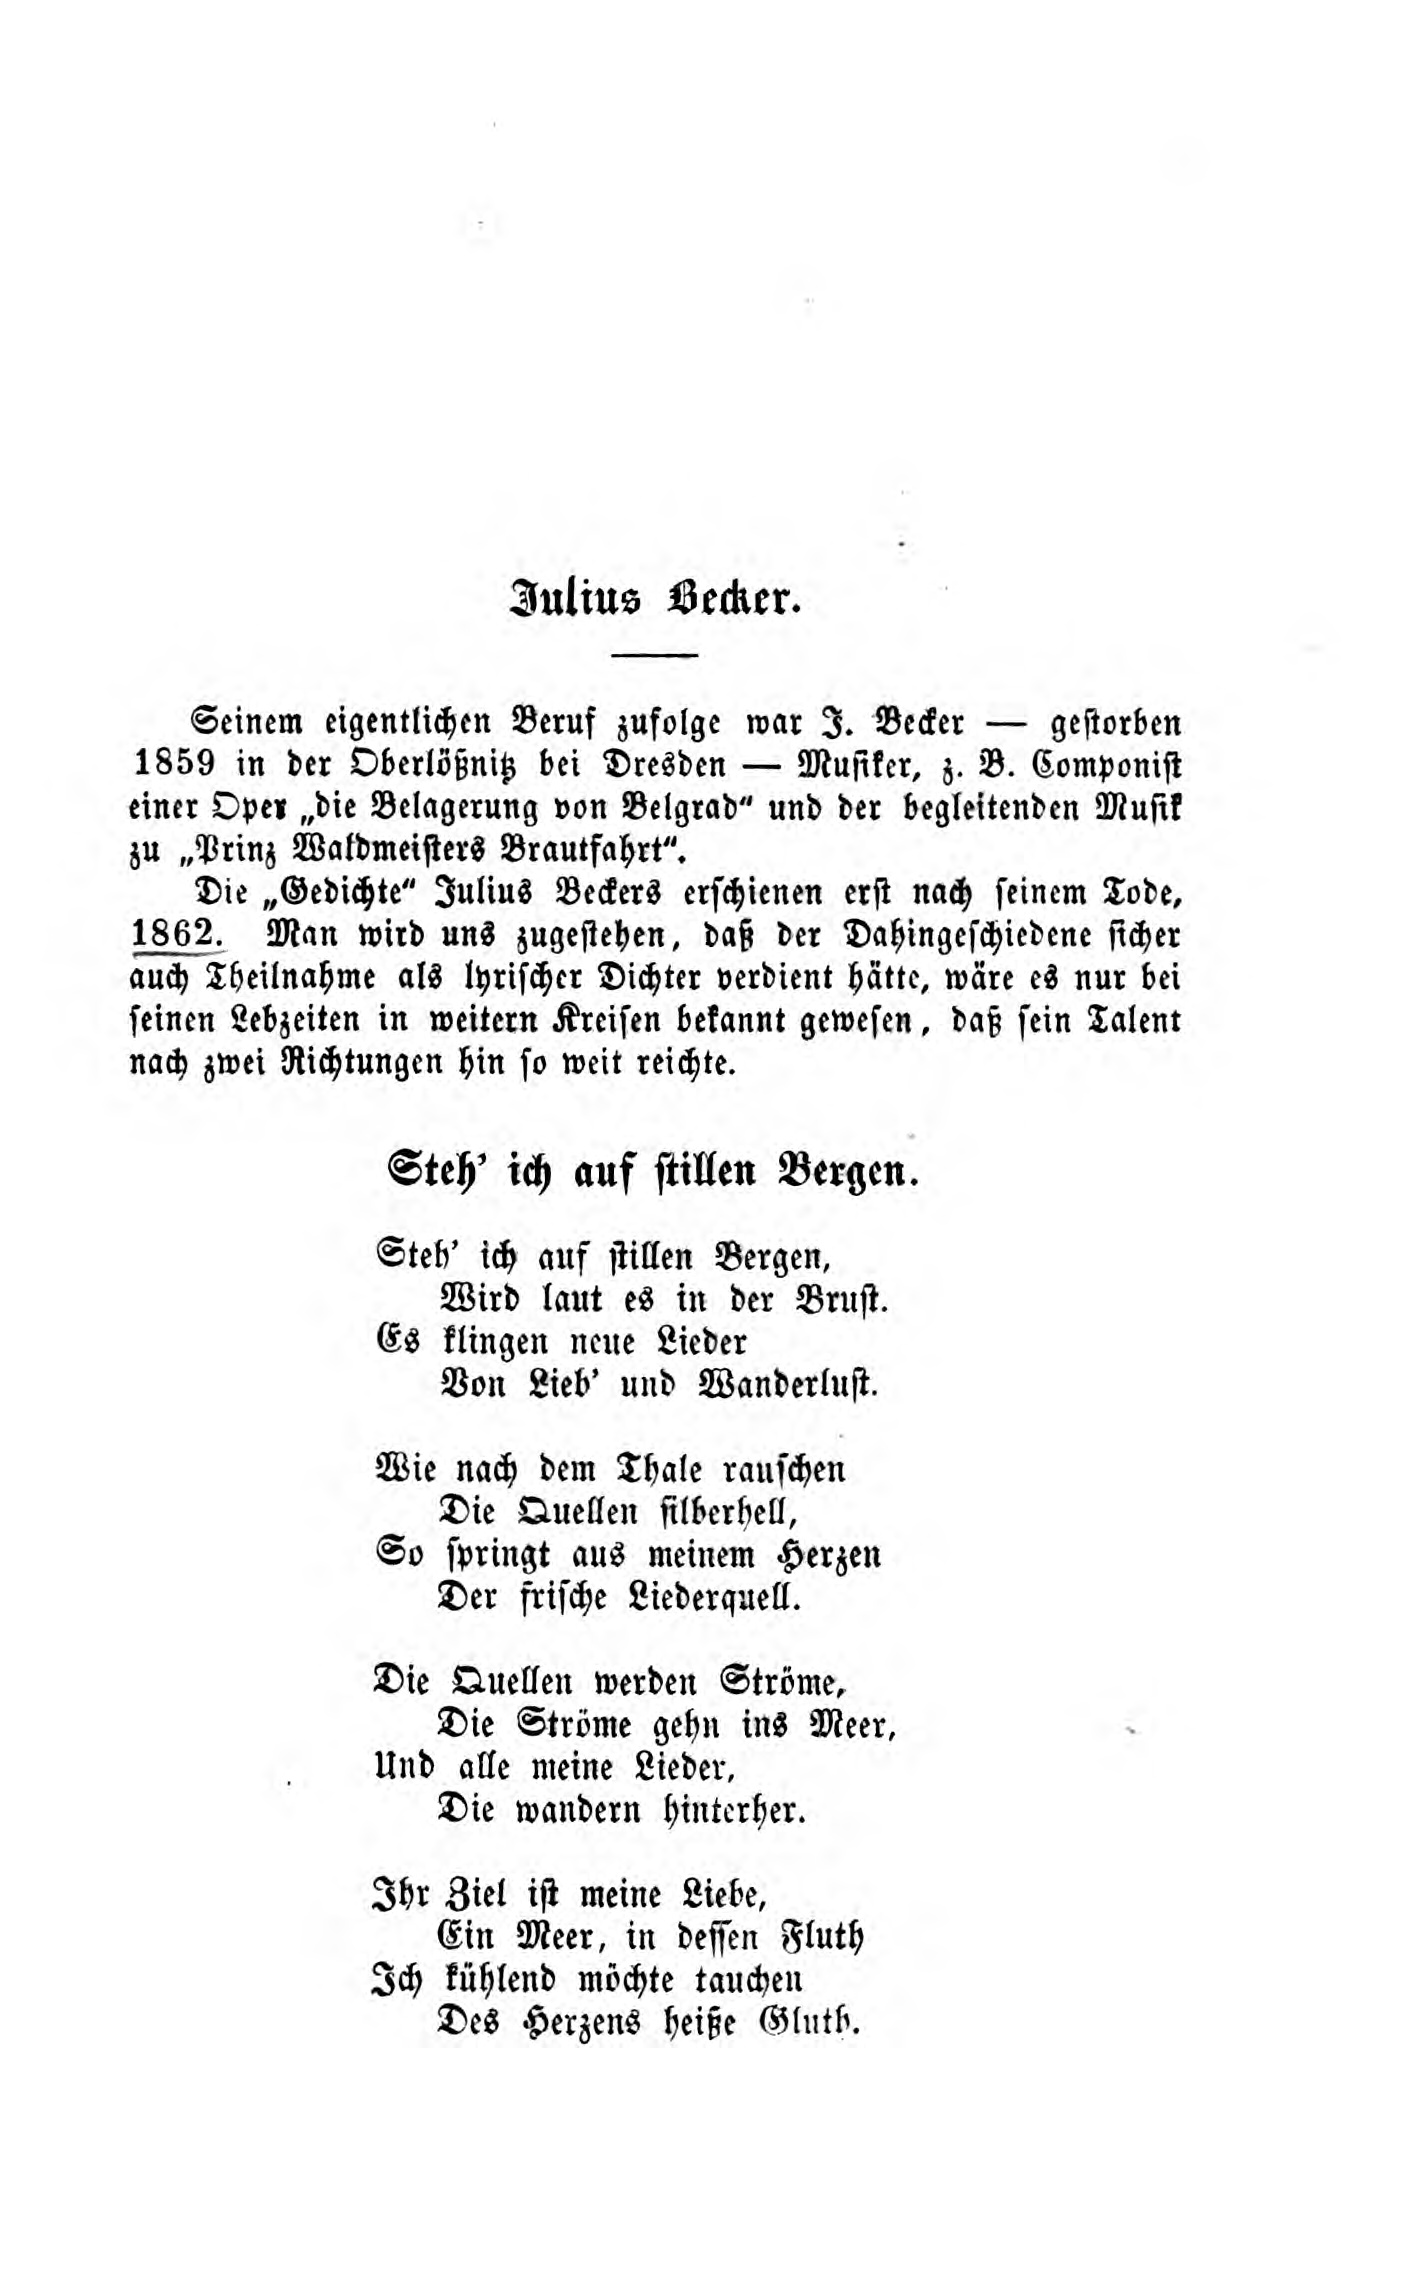 Julius Becker.
Seinem eigentlichen Beruf zufolge war J. Becker — gestorben
1859 in der Oberlößnitz bei Dresden — Musiker, z. B. Componist
einer Oper „die Belagerung von Belgrad“ und der begleitenden Musik
zu „Prinz Waldmeisters Brautfahrt“.
Die „Gedichte“ Julius Beckers erschienen erst nach seinem Tode,
1862. Man wird uns zugestehen, daß der Dahingeschiedene sicher
auch Theilnahme als lyrischer Dichter verdient hätte, wäre es nur bei
seinen Lebzeiten in weitern Kreisen bekannt gewesen, daß sein Talent
nach zwei Richtungen hin so weit reichte.
Steh’ ich auf stillen Bergen.
Steh’ ich auf stillen Bergen,
Wird laut es in der Brust.
Es klingen neue Lieder
Von Lieb’ und Wanderlust.
Wie nach dem Thale rauschen
Die Quellen silberhell,
So springt aus meinem Herzen
Der frische Liederquell.
Die Quellen werden Ströme,
Die Ströme gehn ins Meer,
Und alle meine Lieder,
Die wandern hinterher.
Ihr Ziel ist meine Liebe,
Ein Meer, in dessen Fluth
Ich kühlend möchte tauchen
Des Herzens heiße Gluth.